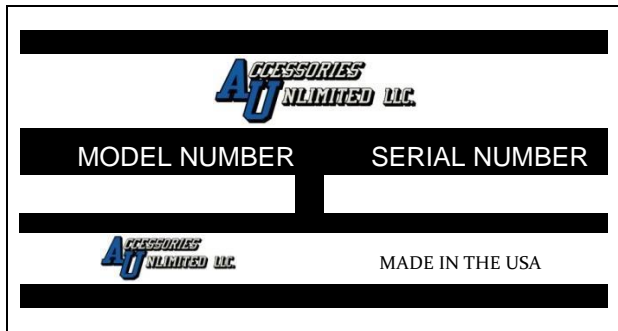 ACCESSORIES
UNLIMITED LLC.
MODEL NUMBER SERIAL NUMBER
ACCESSORIES
UNLIMITED LLC.
MADE IN THE USA